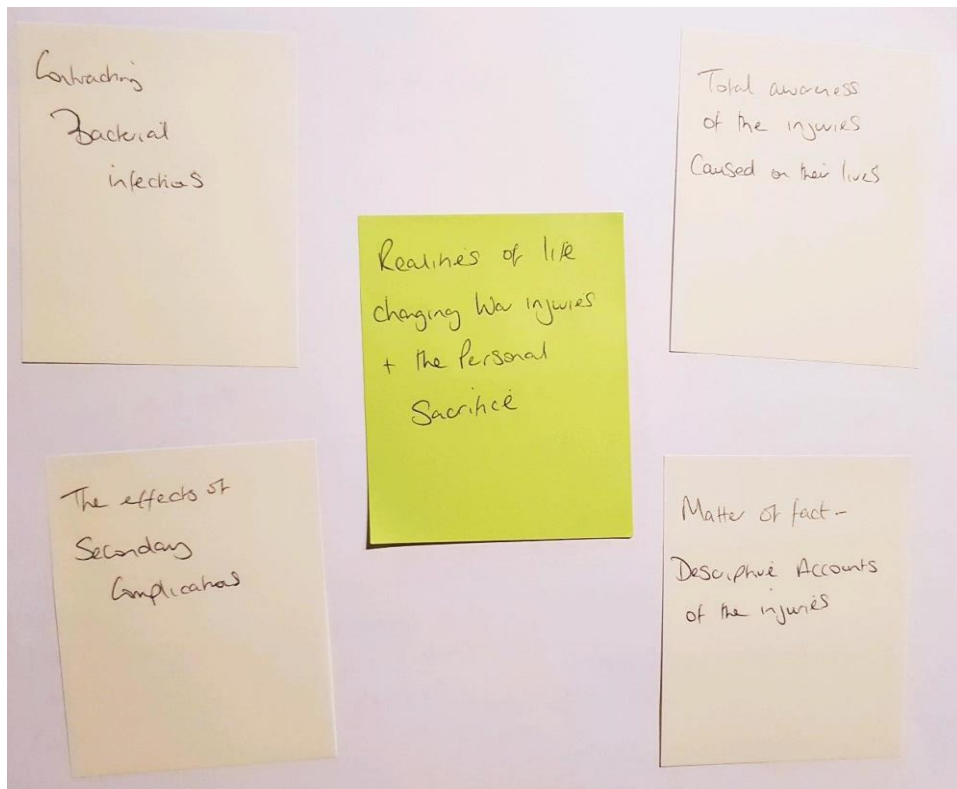 Contracting
Bacterial
infections
Total awareness
of the injuries
Caused on their lives
Realities of life
changing War injuries
+ the Personal
Sacrifice
The effects of
Secondary
Complications
Matter of fact -
Descriptive Accounts
of the injuries